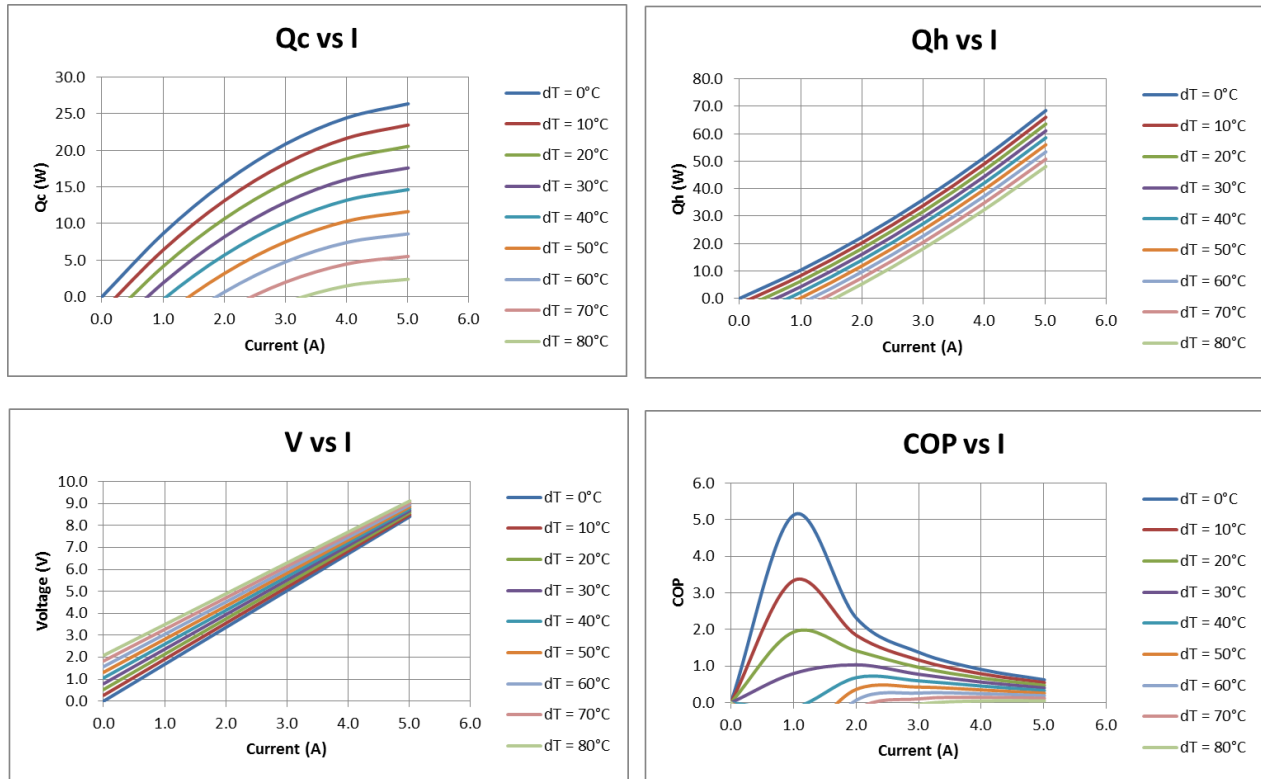 Qc vs I
30.0
25.0
20.0
15.0
10.0
5.0
0.0
Qc (W)
0.0 1.0 2.0 3.0 4.0 5.0 6.0
Current (A)
dT = 0°C
dT = 10°C
dT = 20°C
dT = 30°C
dT = 40°C
dT = 50°C
dT = 60°C
dT = 70°C
dT = 80°C
Qh vs I
80.0
70.0
60.0
50.0
40.0
30.0
20.0
10.0
0.0
Qh (W)
0.0 1.0 2.0 3.0 4.0 5.0 6.0
Current (A)
dT = 0°C
dT = 10°C
dT = 20°C
dT = 30°C
dT = 40°C
dT = 50°C
dT = 60°C
dT = 70°C
dT = 80°C
V vs I
10.0
9.0
8.0
7.0
6.0
5.0
4.0
3.0
2.0
1.0
0.0
Voltage (V)
0.0 1.0 2.0 3.0 4.0 5.0 6.0
Current (A)
dT = 0°C
dT = 10°C
dT = 20°C
dT = 30°C
dT = 40°C
dT = 50°C
dT = 60°C
dT = 70°C
dT = 80°C
COP vs I
6.0
5.0
4.0
3.0
2.0
1.0
0.0
COP
0.0 1.0 2.0 3.0 4.0 5.0 6.0
Current (A)
dT = 0°C
dT = 10°C
dT = 20°C
dT = 30°C
dT = 40°C
dT = 50°C
dT = 60°C
dT = 70°C
dT = 80°C